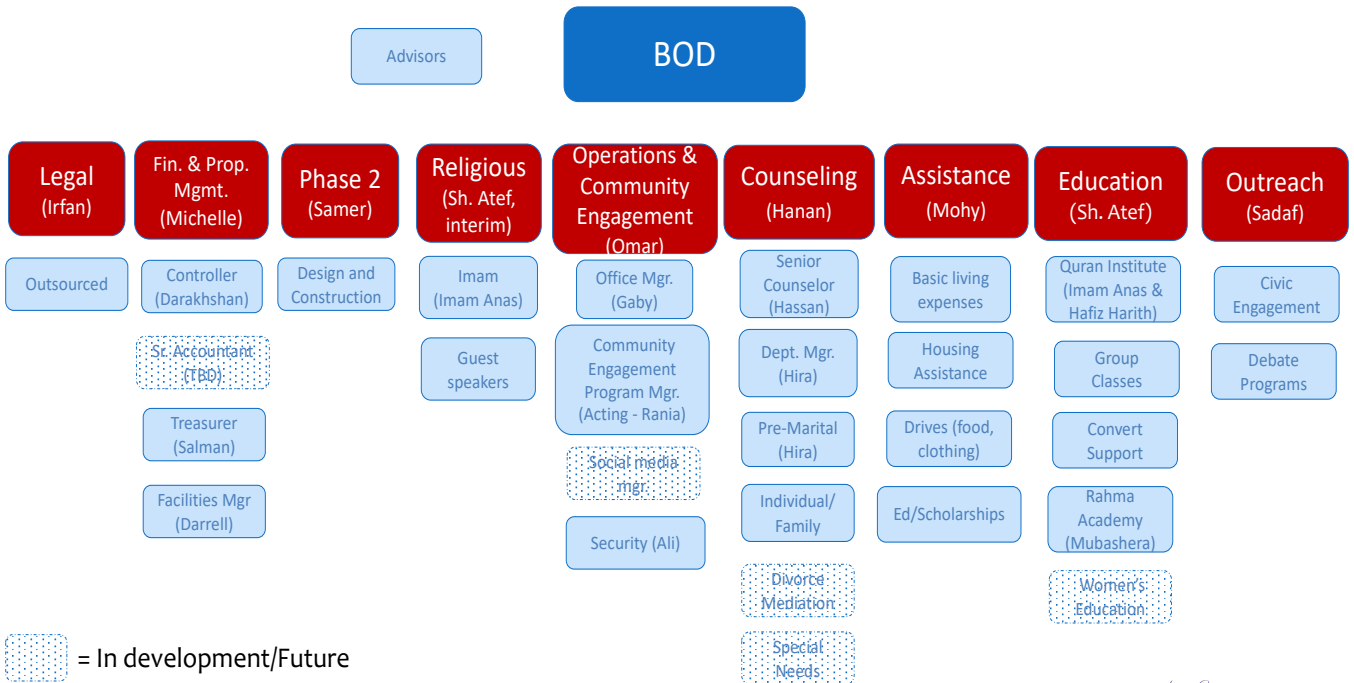 Advisors
BOD
Legal
(Irfan)
Fin. & Prop.
Mgmt.
(Michelle)
Phase 2
(Samer)
Religious
(Sh. Atef,
interim)
Operations &
Community
Engagement
(Omar)
Counseling
(Hanan)
Assistance
(Mohy)
Education
(Sh. Atef)
Outreach
(Sadaf)
Outsourced
Controller
(Darakhshan)
Sr. Accountant
(TBD)
Treasurer
(Salman)
Facilities Mgr
(Darrell)
Design and
Construction
Imam
(Imam Anas)
Guest
speakers
Office Mgr.
(Gaby)
Community
Engagement
Program Mgr.
(Acting - Rania)
Social media
mgr.
Security (Ali)
Senior
Counselor
(Hassan)
Dept. Mgr.
(Hira)
Pre-Marital
(Hira)
Individual/
Family
Divorce
Mediation
Special
Needs
Basic living
expenses
Housing
Assistance
Drives (food,
clothing)
Ed/Scholarships
Quran Institute
(Imam Anas &
Hafiz Harith)
Group
Classes
Convert
Support
Rahma
Academy
(Mubashera)
Women's
Education
Civic
Engagement
Debate
Programs
= In development/Future